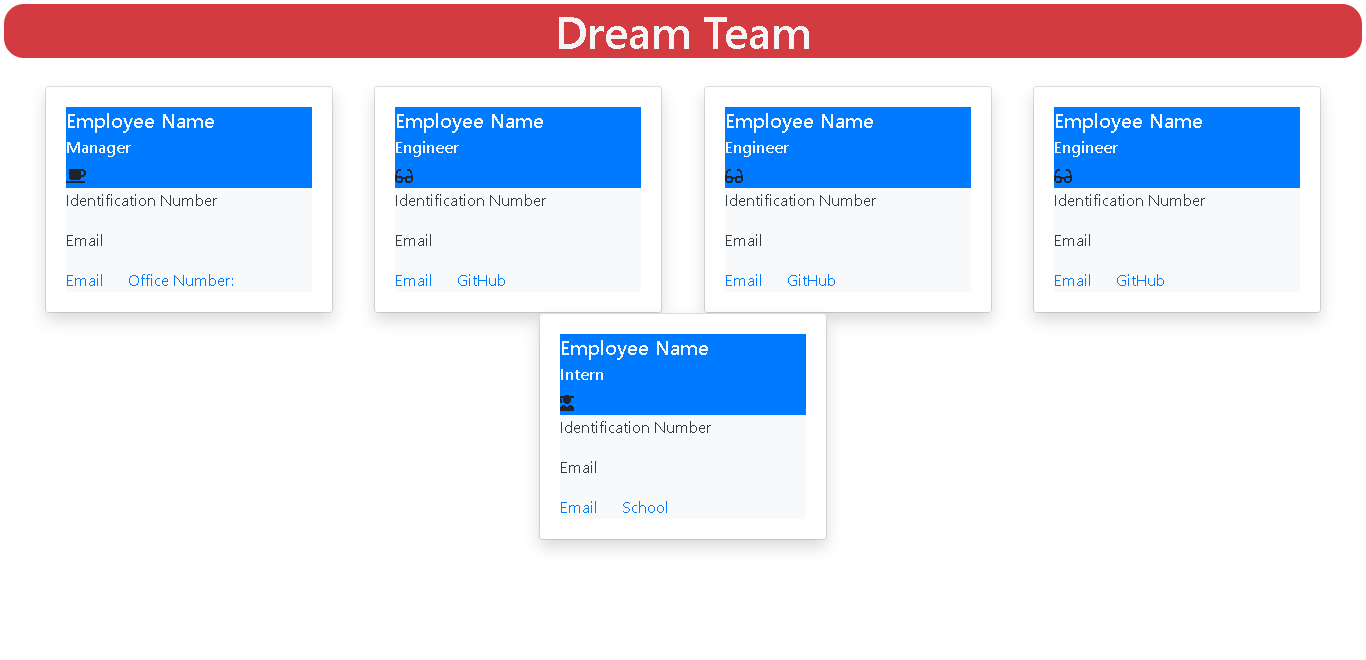 Dream Team
Employee Name
Manager
Identification Number
Email
Email Office Number:
Employee Name
Engineer
Identification Number
Email
Email GitHub
Employee Name
Engineer
Identification Number
Email
Email GitHub
Employee Name
Engineer
Identification Number
Email
Email GitHub
Employee Name
Intern
Identification Number
Email
Email School